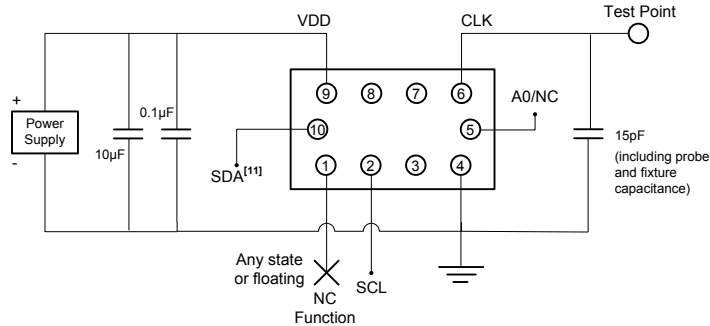 VDD
CLK
Test Point
+
Power
Supply
-
10µF
0.1µF
9
8
7
6
10
5
A0/NC
1
2
3
4
SDA[11]
15pF
(including probe
and fixture
capacitance)
Any state
or floating
NC
Function
SCL